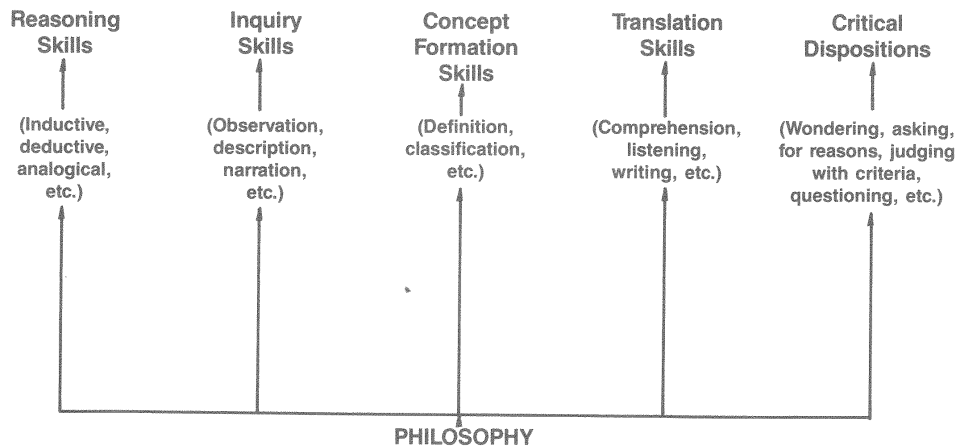 Reasoning
Skills
Inquiry
Skills
Concept
Formation
Skills
Translation
Skills
Critical
Dispositions
(Inductive,
deductive,
analogical,
etc.)
(Observation,
description,
narration,
etc.)
(Definition,
classification,
etc.)
(Comprehension,
listening,
writing, etc.)
(Wondering, asking,
for reasons, judging
with criteria,
questioning, etc.)
PHILOSOPHY